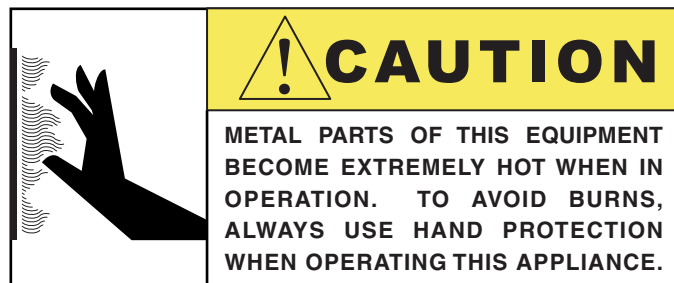 CAUTION
METAL PARTS OF THIS EQUIPMENT
BECOME EXTREMELY HOT WHEN IN
OPERATION. TO AVOID BURNS,
ALWAYS USE HAND PROTECTION
WHEN OPERATING THIS APPLIANCE.